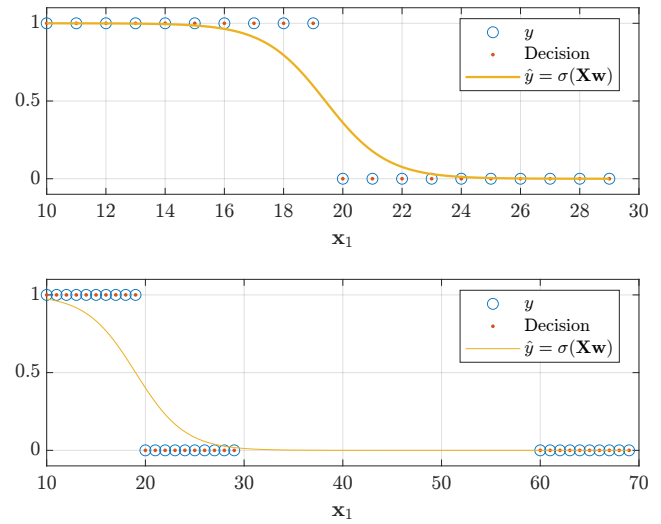 1
0.5
0
10 12 14 16 18 20 22 24 26 28 30
x₁
y
Decision
ŷ = σ(Xw)
1
0.5
0
10 20 30 40 50 60 70
x₁
y
Decision
ŷ = σ(Xw)